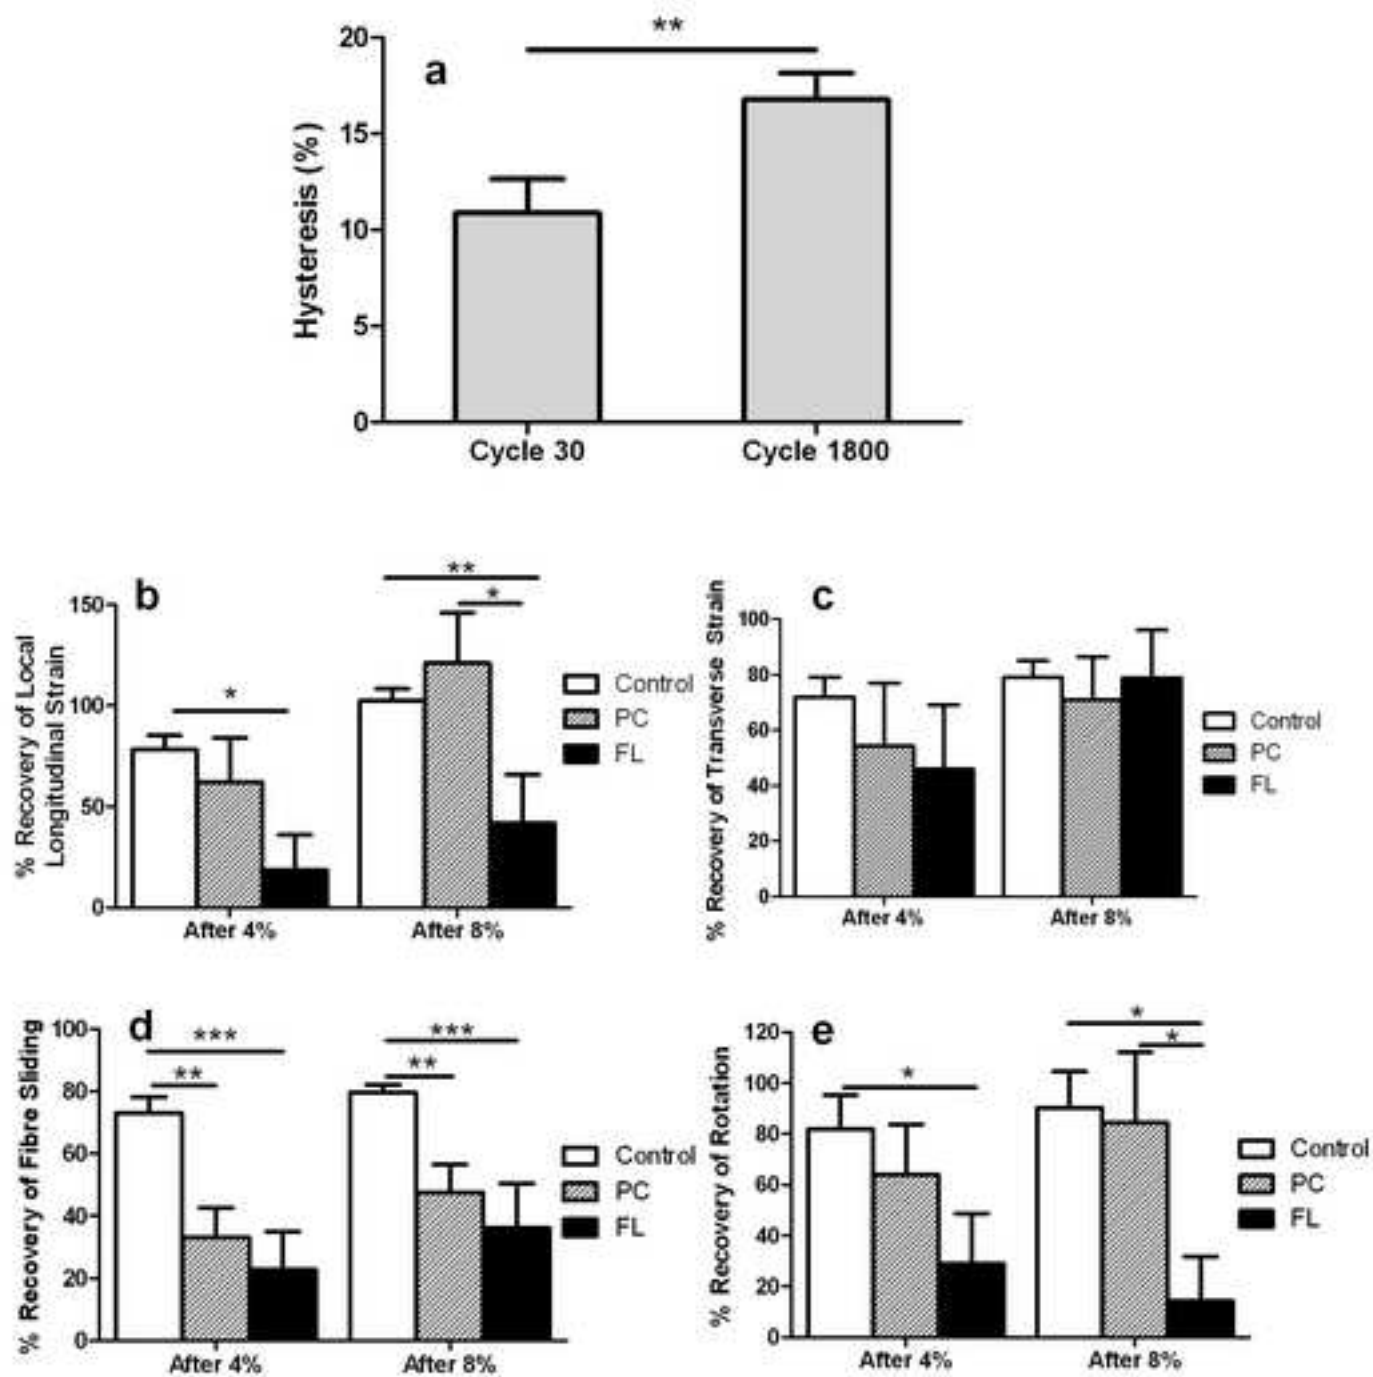 **
a
20
15
10
5
0
Hysteresis (%)
Cycle 30
Cycle 1800
b
**
*
*
150
100
50
0
% Recovery of Local
Longitudinal Strain
After 4%
After 8%
Control
PC
FL
c
100
80
60
40
20
0
% Recovery of Transverse Strain
After 4%
After 8%
Control
PC
FL
d
***
**
***
**
100
80
60
40
20
0
% Recovery of Fibre Sliding
After 4%
After 8%
Control
PC
FL
e
*
*
*
120
100
80
60
40
20
0
% Recovery of Rotation
After 4%
After 8%
Control
PC
FL